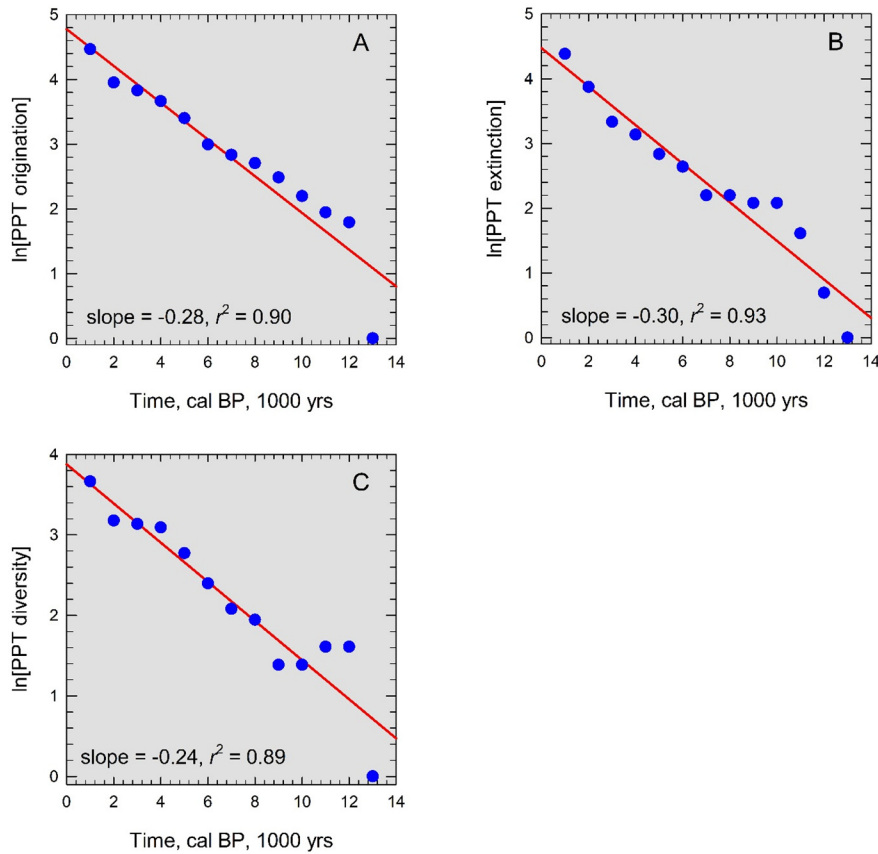 A
ln[PPT origination]
5
4
3
2
1
0
slope = -0.28, r² = 0.90
0 2 4 6 8 10 12 14
Time, cal BP, 1000 yrs
B
ln[PPT extinction]
5
4
3
2
1
0
slope = -0.30, r² = 0.93
0 2 4 6 8 10 12 14
Time, cal BP, 1000 yrs
C
ln[PPT diversity]
4
3
2
1
0
slope = -0.24, r² = 0.89
0 2 4 6 8 10 12 14
Time, cal BP, 1000 yrs